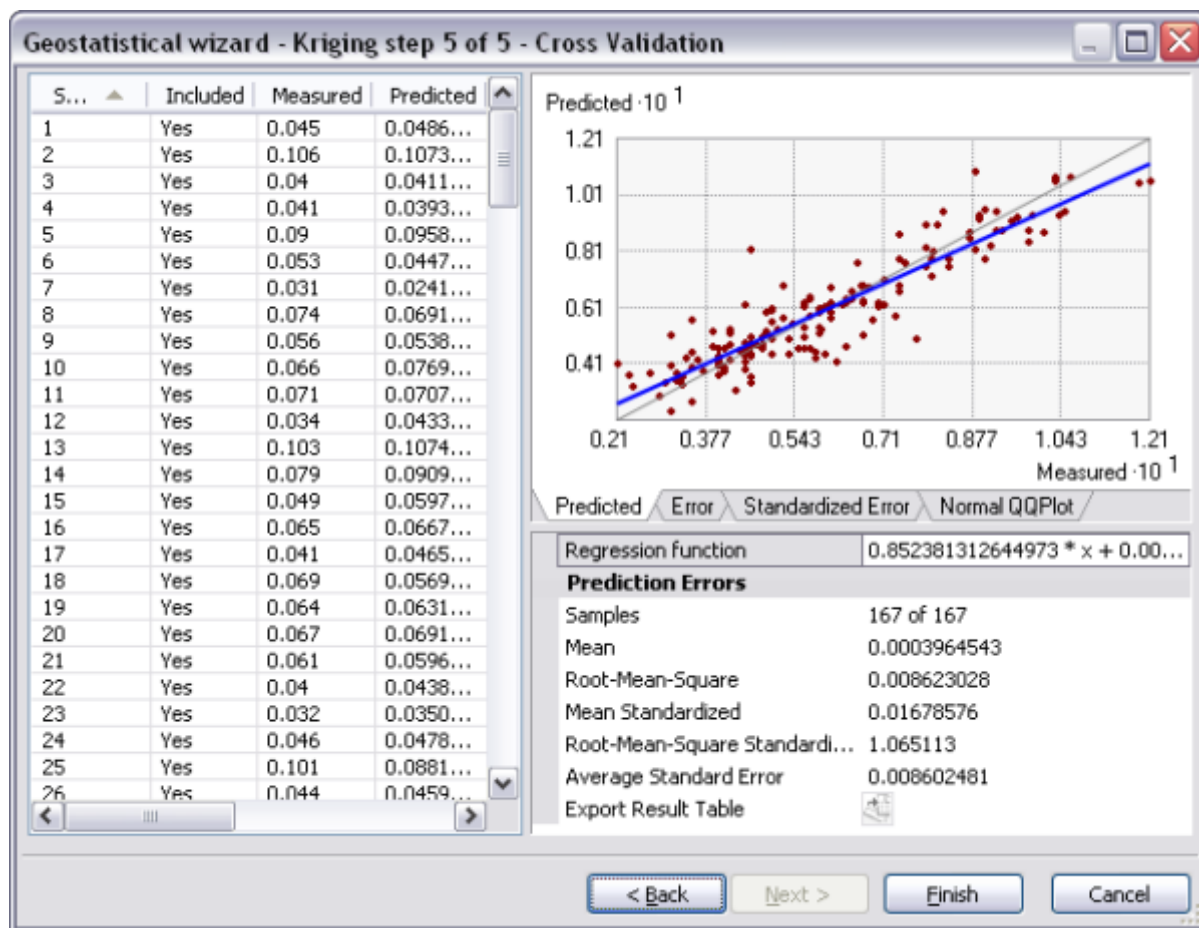 Geostatistical wizard - Kriging step 5 of 5 - Cross Validation
S... Included Measured Predicted
1 Yes 0.045 0.0486...
2 Yes 0.106 0.1073...
3 Yes 0.04 0.0411...
4 Yes 0.041 0.0393...
5 Yes 0.09 0.0958...
6 Yes 0.053 0.0447...
7 Yes 0.031 0.0241...
8 Yes 0.074 0.0691...
9 Yes 0.056 0.0538...
10 Yes 0.066 0.0769...
11 Yes 0.071 0.0707...
12 Yes 0.034 0.0433...
13 Yes 0.103 0.1074...
14 Yes 0.079 0.0909...
15 Yes 0.049 0.0597...
16 Yes 0.065 0.0667...
17 Yes 0.041 0.0465...
18 Yes 0.069 0.0569...
19 Yes 0.064 0.0631...
20 Yes 0.067 0.0691...
21 Yes 0.061 0.0596...
22 Yes 0.04 0.0438...
23 Yes 0.032 0.0350...
24 Yes 0.046 0.0478...
25 Yes 0.101 0.0881...
26 Yes 0.044 0.0459...
Predicted ·10 1
1.21
1.01
0.81
0.61
0.41
0.21 0.377 0.543 0.71 0.877 1.043 1.21
Measured ·10 1
Predicted Error Standardized Error Normal QQPlot
Regression function 0.852381312644973 * x + 0.00...
Prediction Errors
Samples 167 of 167
Mean 0.0003964543
Root-Mean-Square 0.008623028
Mean Standardized 0.01678576
Root-Mean-Square Standardi... 1.065113
Average Standard Error 0.008602481
Export Result Table
< Back Next > Finish Cancel